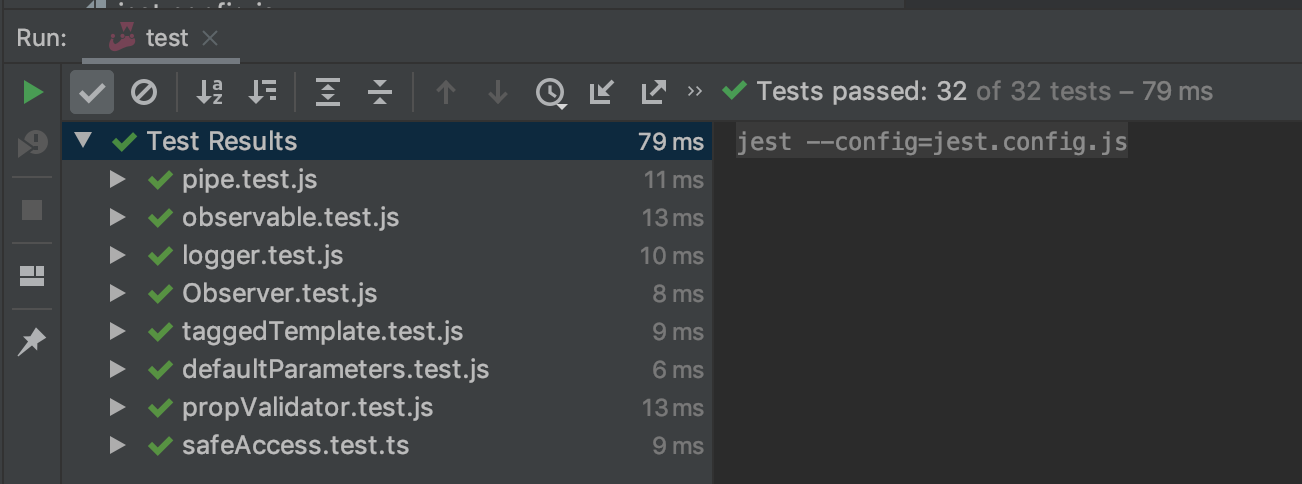 Run: test
Tests passed: 32 of 32 tests – 79 ms
Test Results 79 ms
jest --config=jest.config.js
pipe.test.js 11 ms
observable.test.js 13 ms
logger.test.js 10 ms
Observer.test.js 8 ms
taggedTemplate.test.js 9 ms
defaultParameters.test.js 6 ms
propValidator.test.js 13 ms
safeAccess.test.ts 9 ms